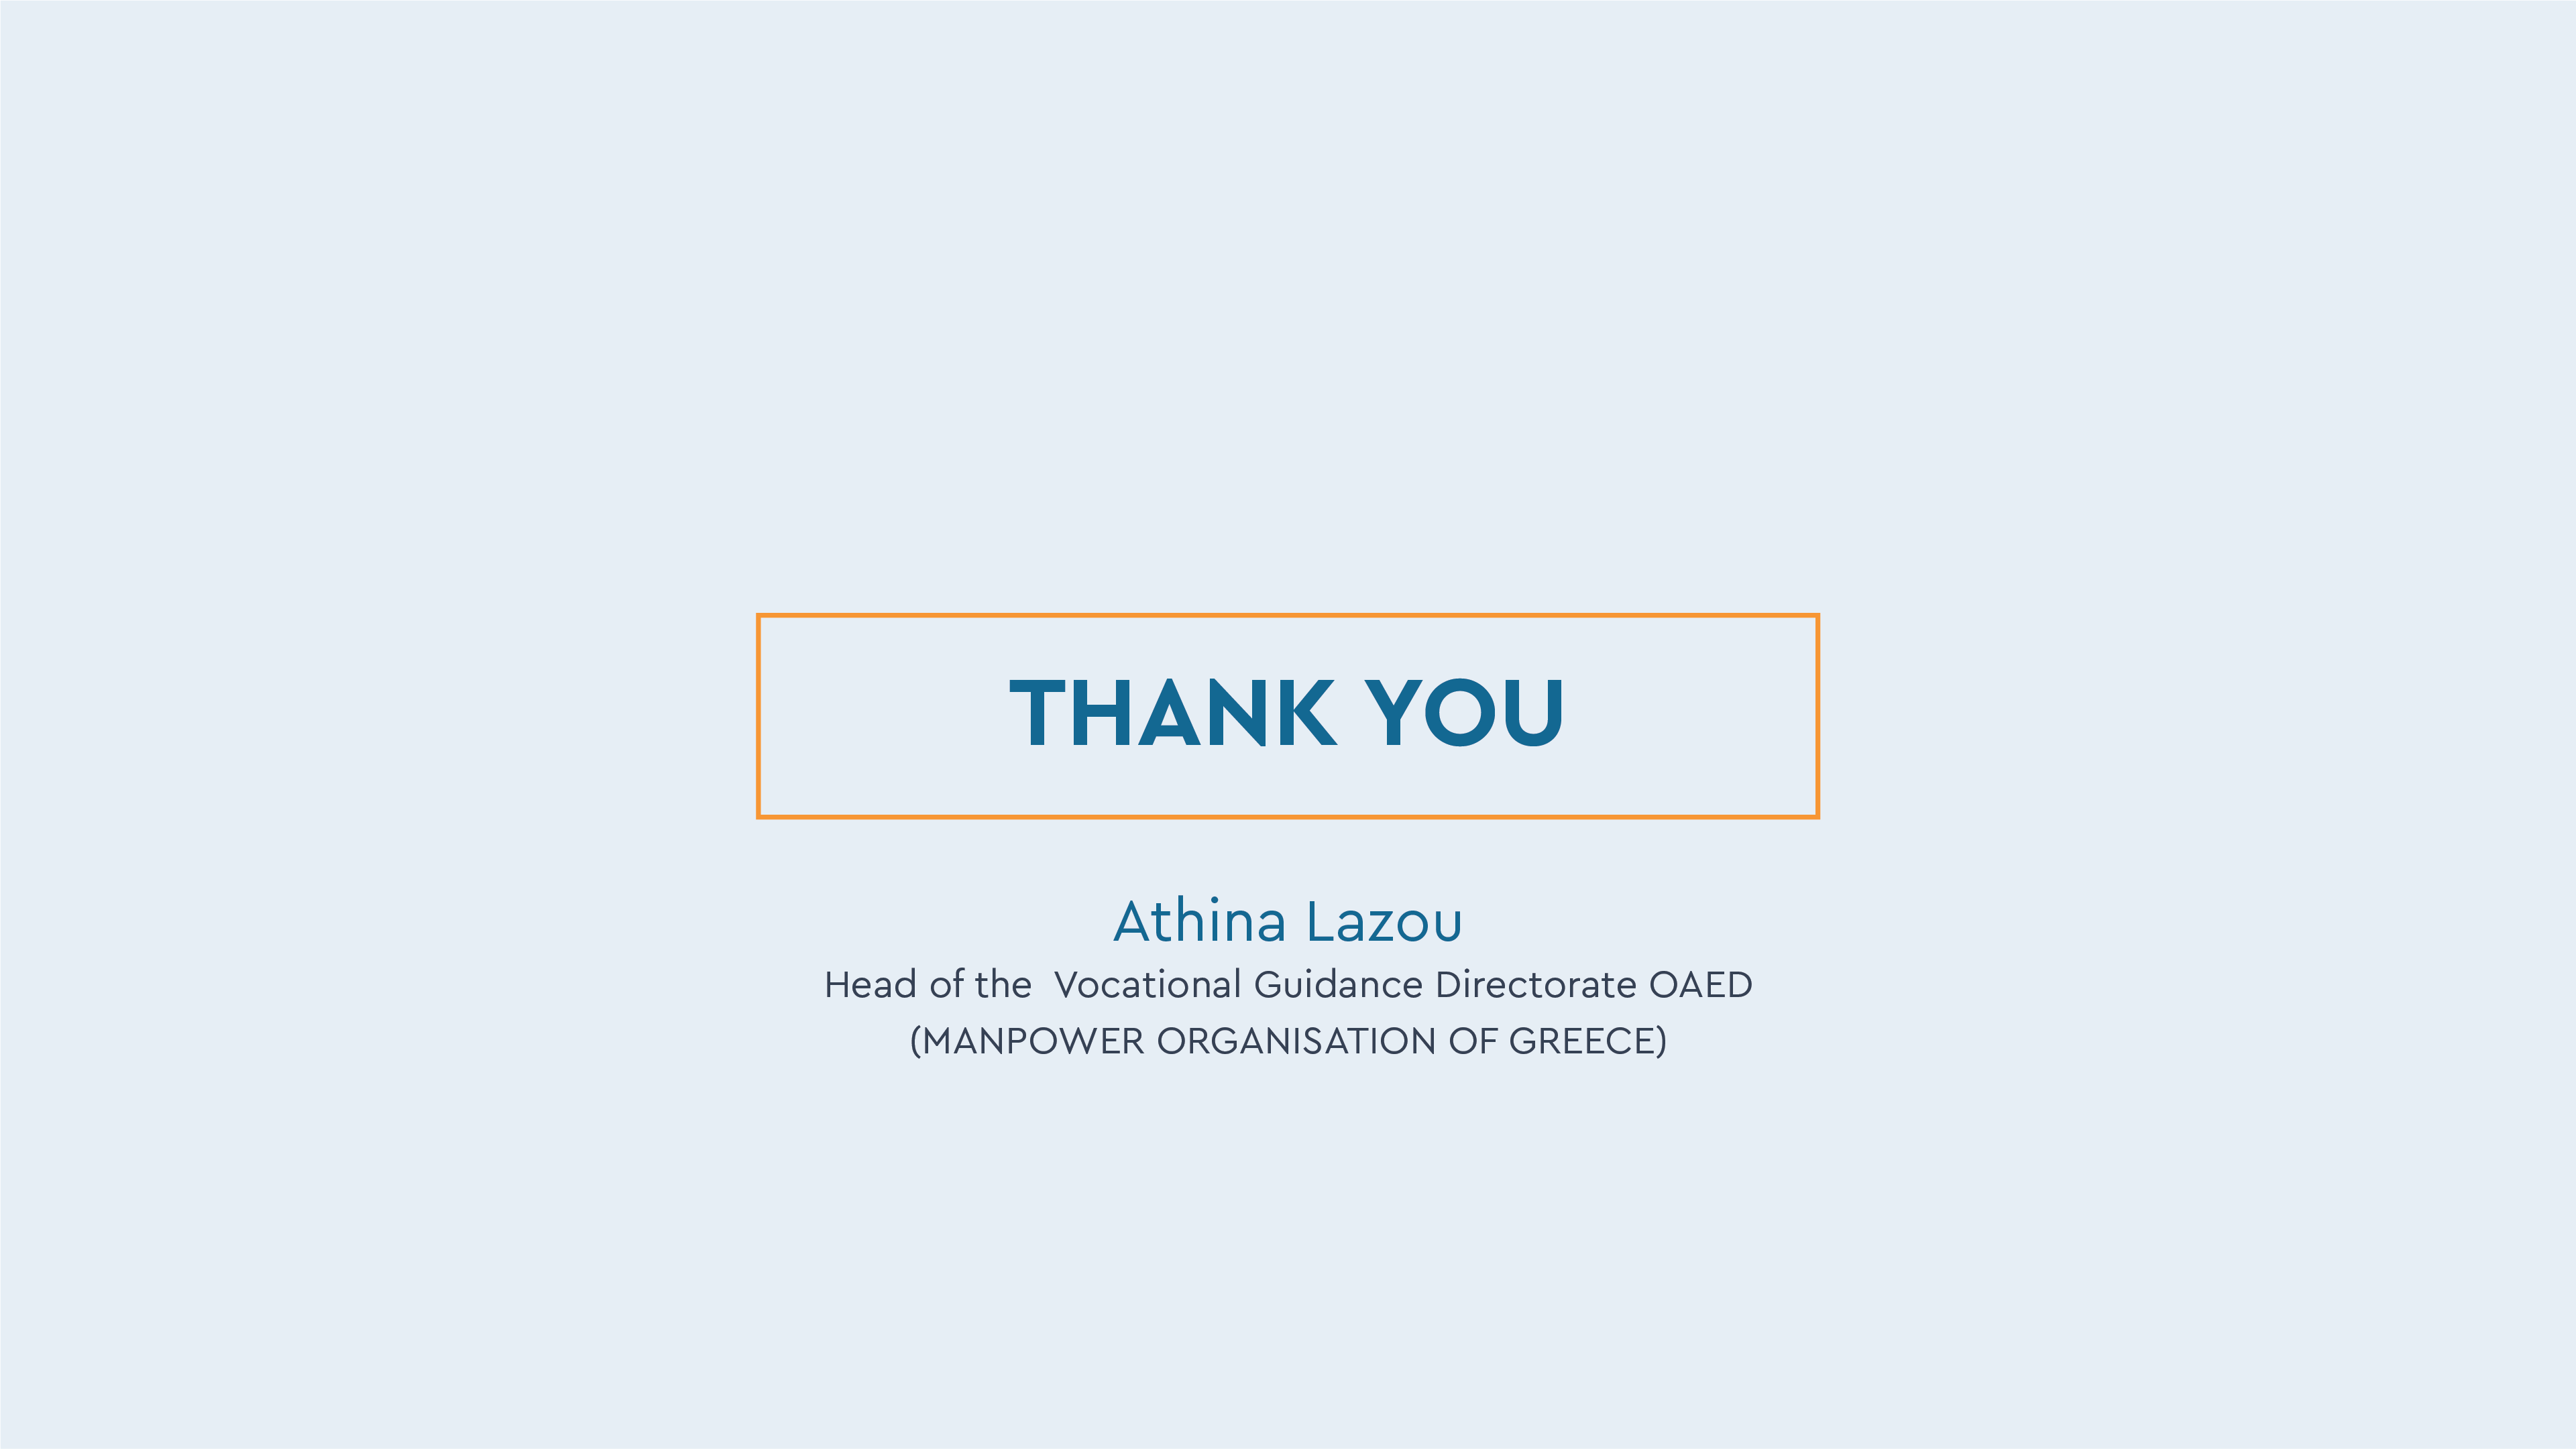 THANK YOU
Athina Lazou
Head of the  Vocational Guidance Directorate OAED
(MANPOWER ORGANISATION OF GREECE)